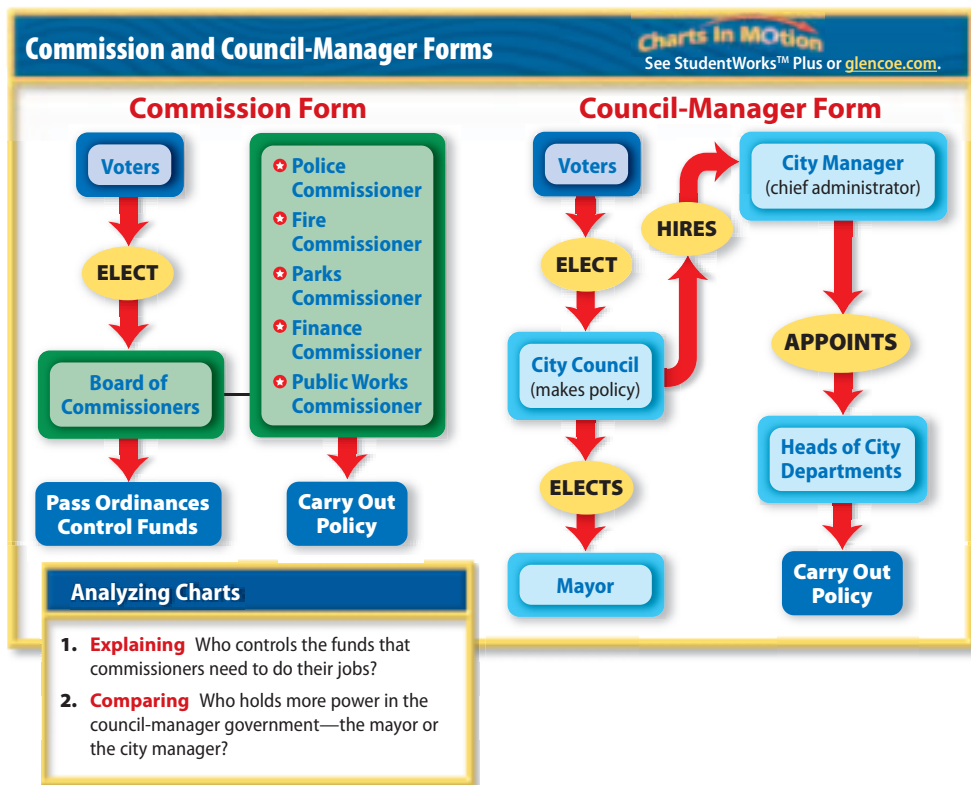 Commission and Council-Manager Forms
Charts In MOtion
See StudentWorks™ Plus or glencoe.com.
Commission Form
Voters
ELECT
Board of
Commissioners
Pass Ordinances
Control Funds
Police
Commissioner
Fire
Commissioner
Parks
Commissioner
Finance
Commissioner
Public Works
Commissioner
Carry Out
Policy
Council-Manager Form
Voters
ELECT
City Council
(makes policy)
ELECTS
Mayor
HIRES
City Manager
(chief administrator)
APPOINTS
Heads of City
Departments
Carry Out
Policy
Analyzing Charts
1. Explaining Who controls the funds that
commissioners need to do their jobs?
2. Comparing Who holds more power in the
council-manager government—the mayor or
the city manager?